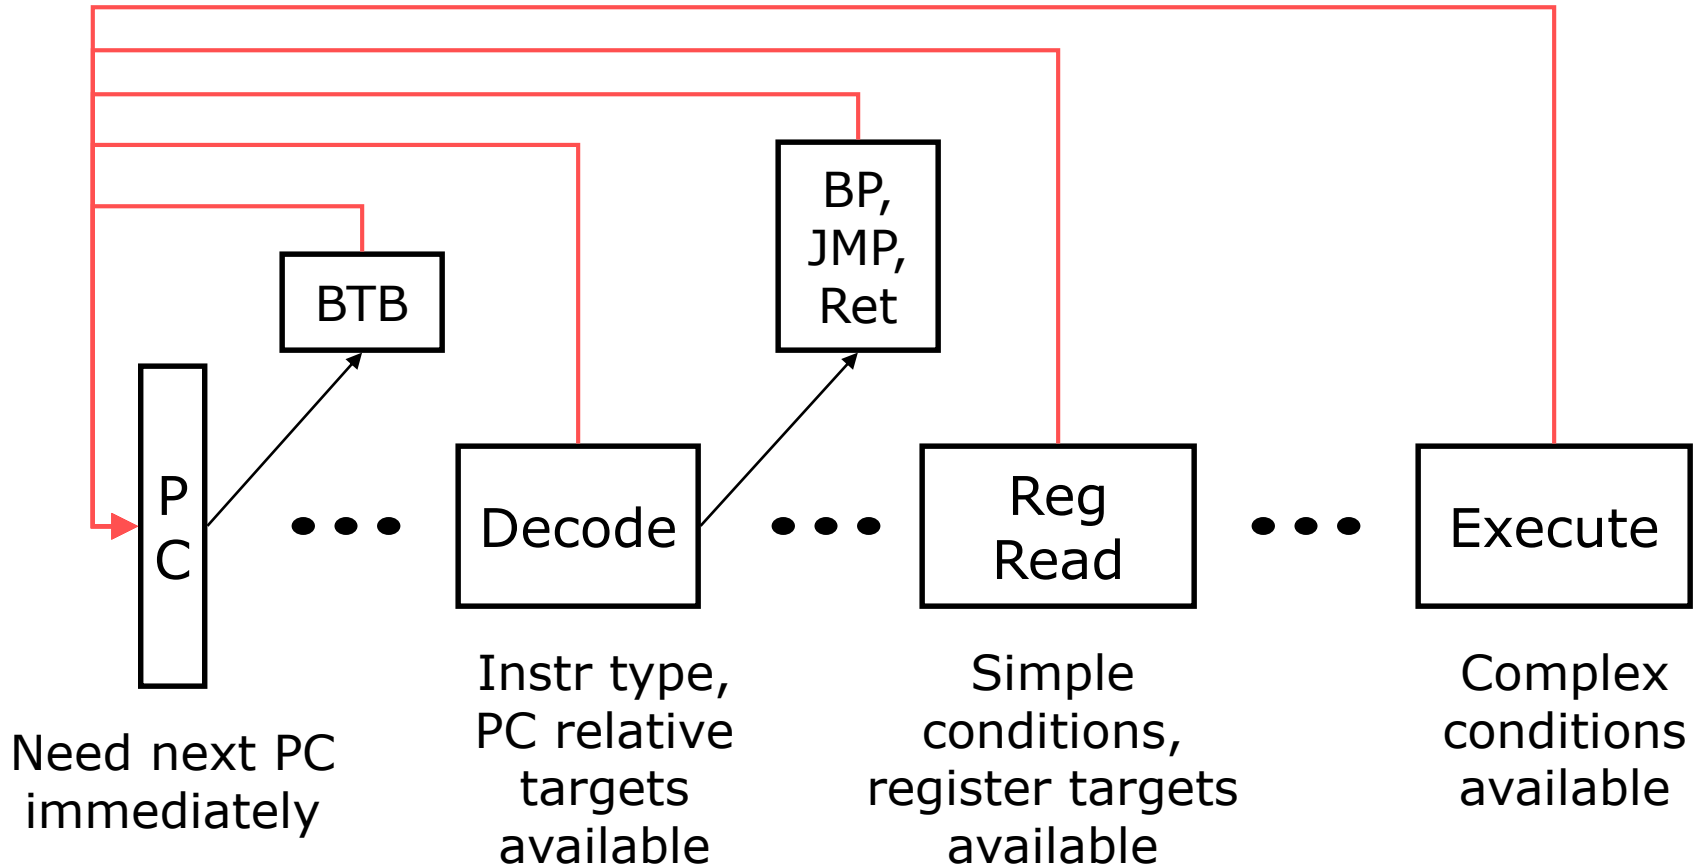 BP,
JMP,
Ret
BTB
P
C
Decode
Reg
Read
Execute
Need next PC
immediately
Instr type,
PC relative
targets
available
Simple
conditions,
register targets
available
Complex
conditions
available